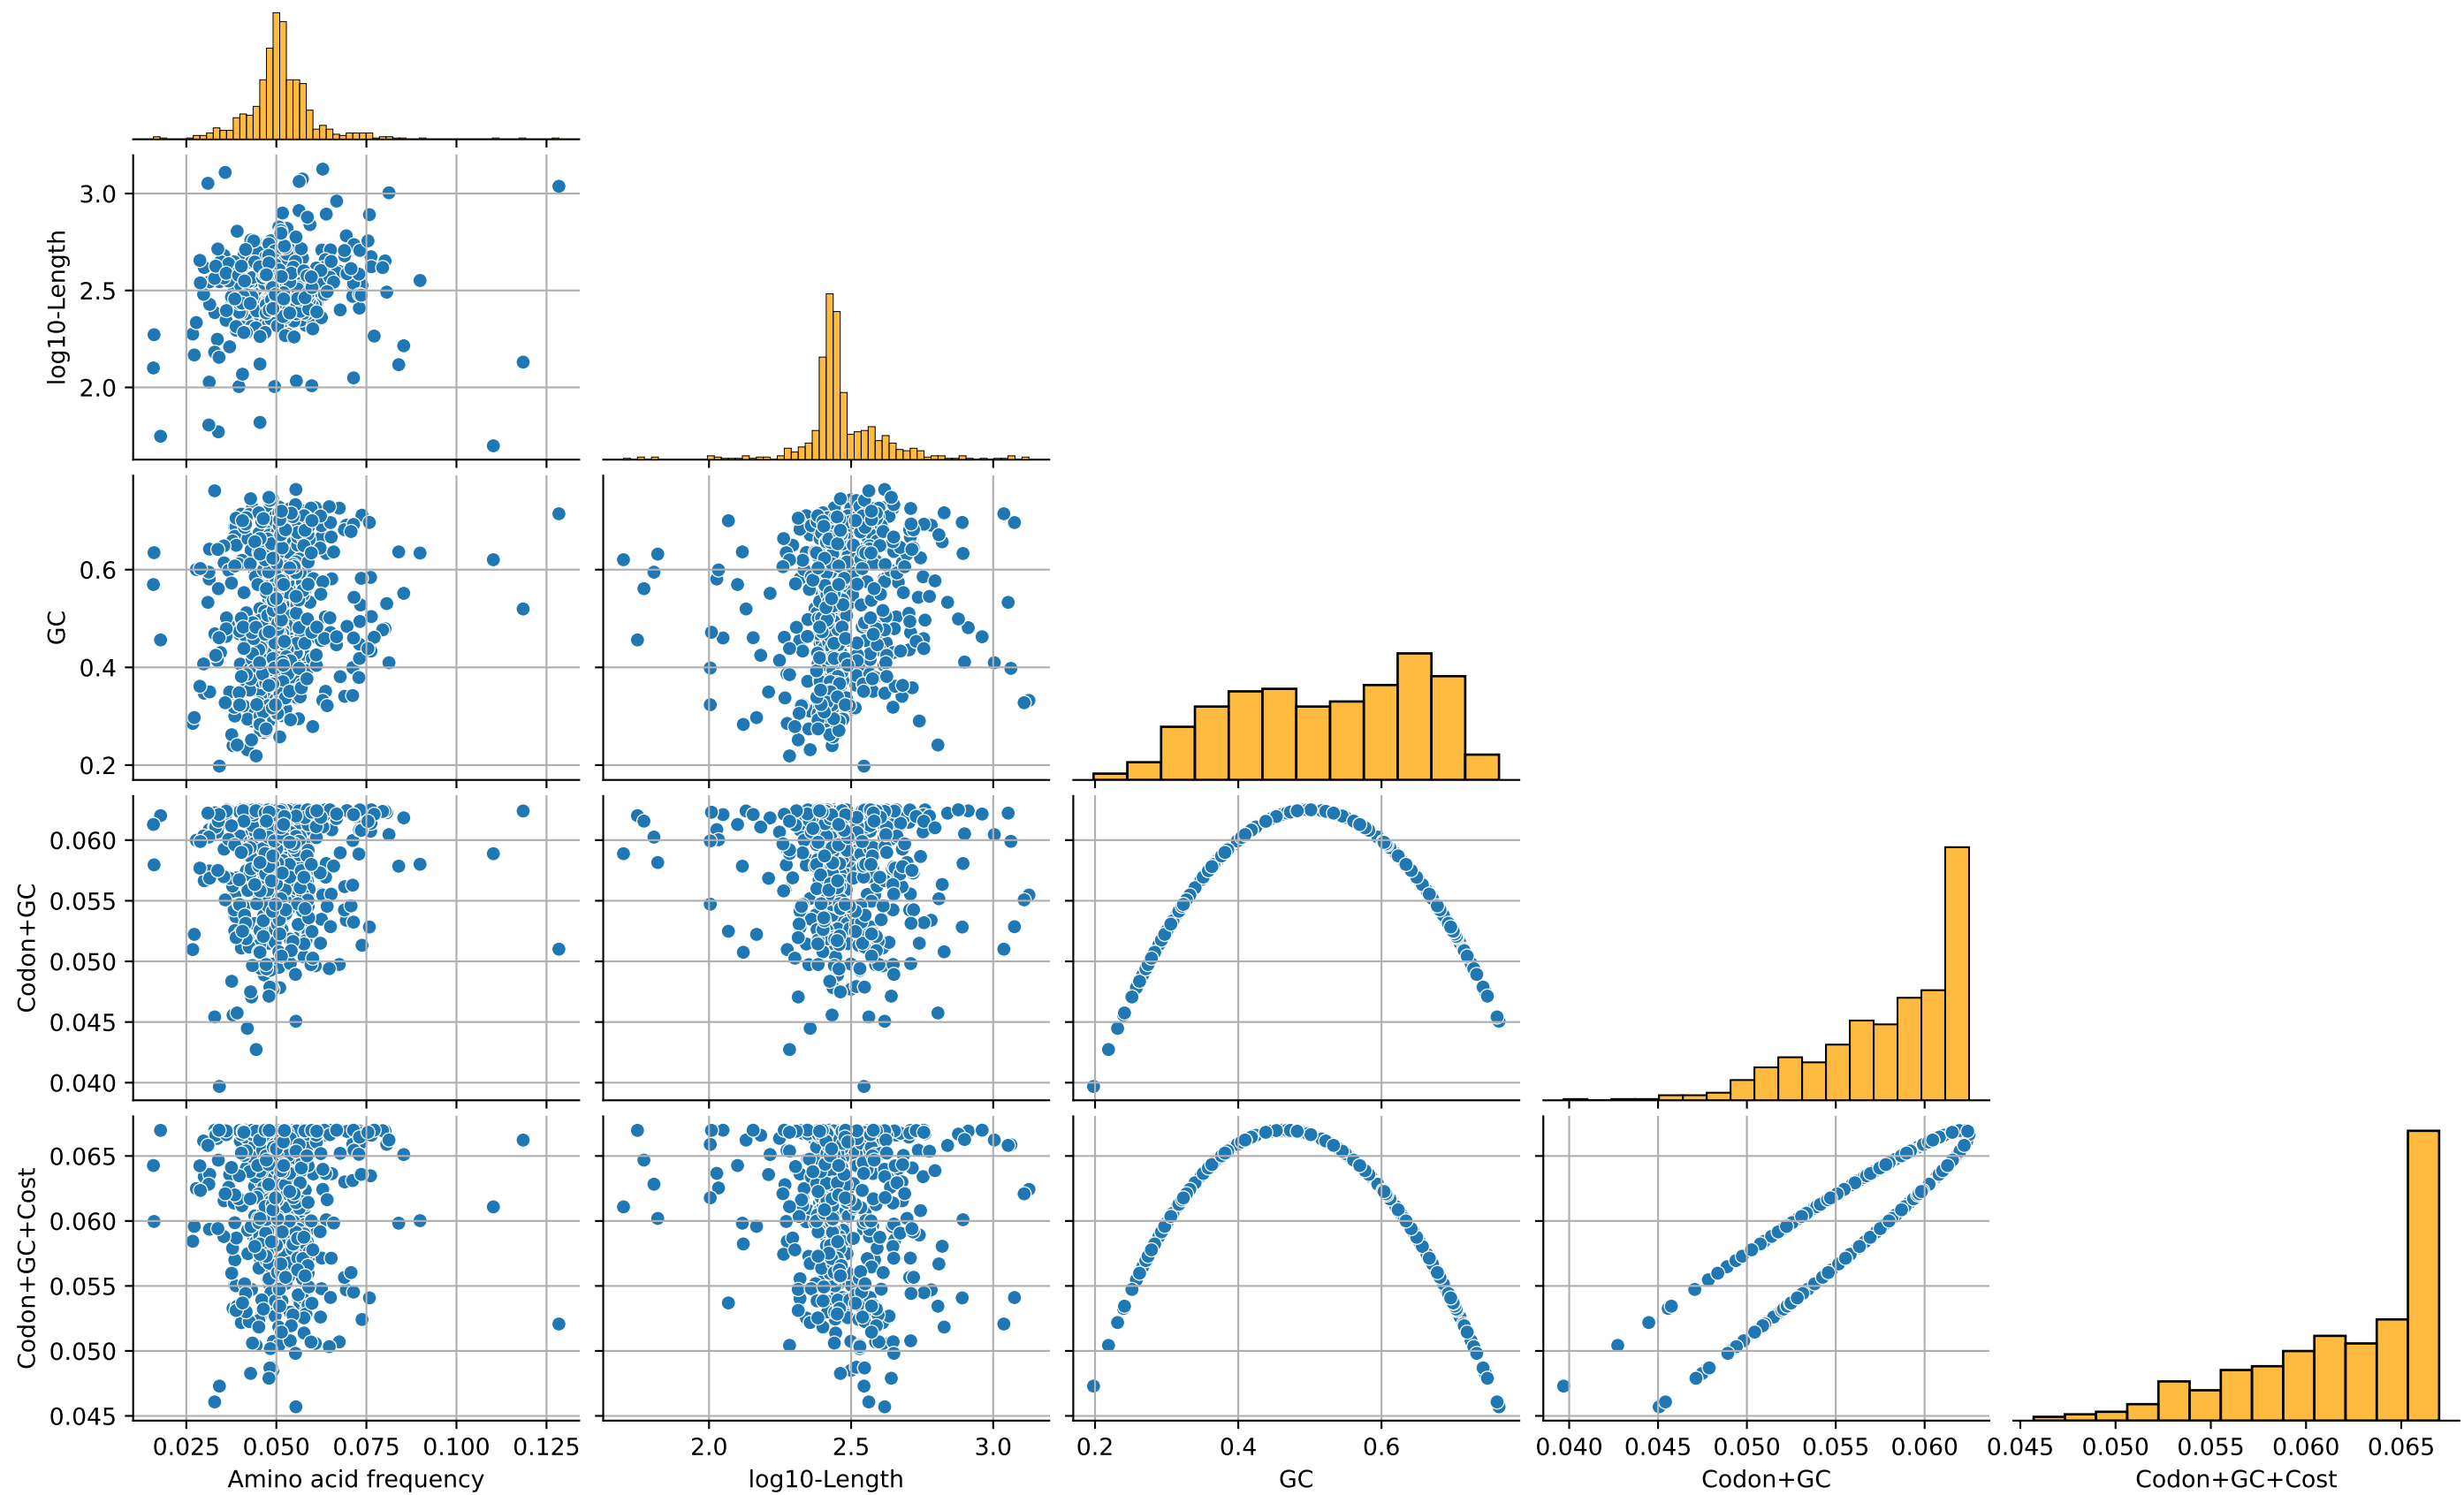 3.0
2.5
2.0
log10-Length
0.6
0.4
0.2
GC
0.060
0.055
0.050
0.045
0.040
Codon+GC
0.065
0.060
0.055
0.050
0.045
Codon+GC+Cost
0.025 0.050 0.075 0.100 0.125
2.0 2.5 3.0
0.2 0.4 0.6
0.040 0.045 0.050 0.055 0.060
0.045 0.050 0.055 0.060 0.065
Amino acid frequency
log10-Length
GC
Codon+GC
Codon+GC+Cost